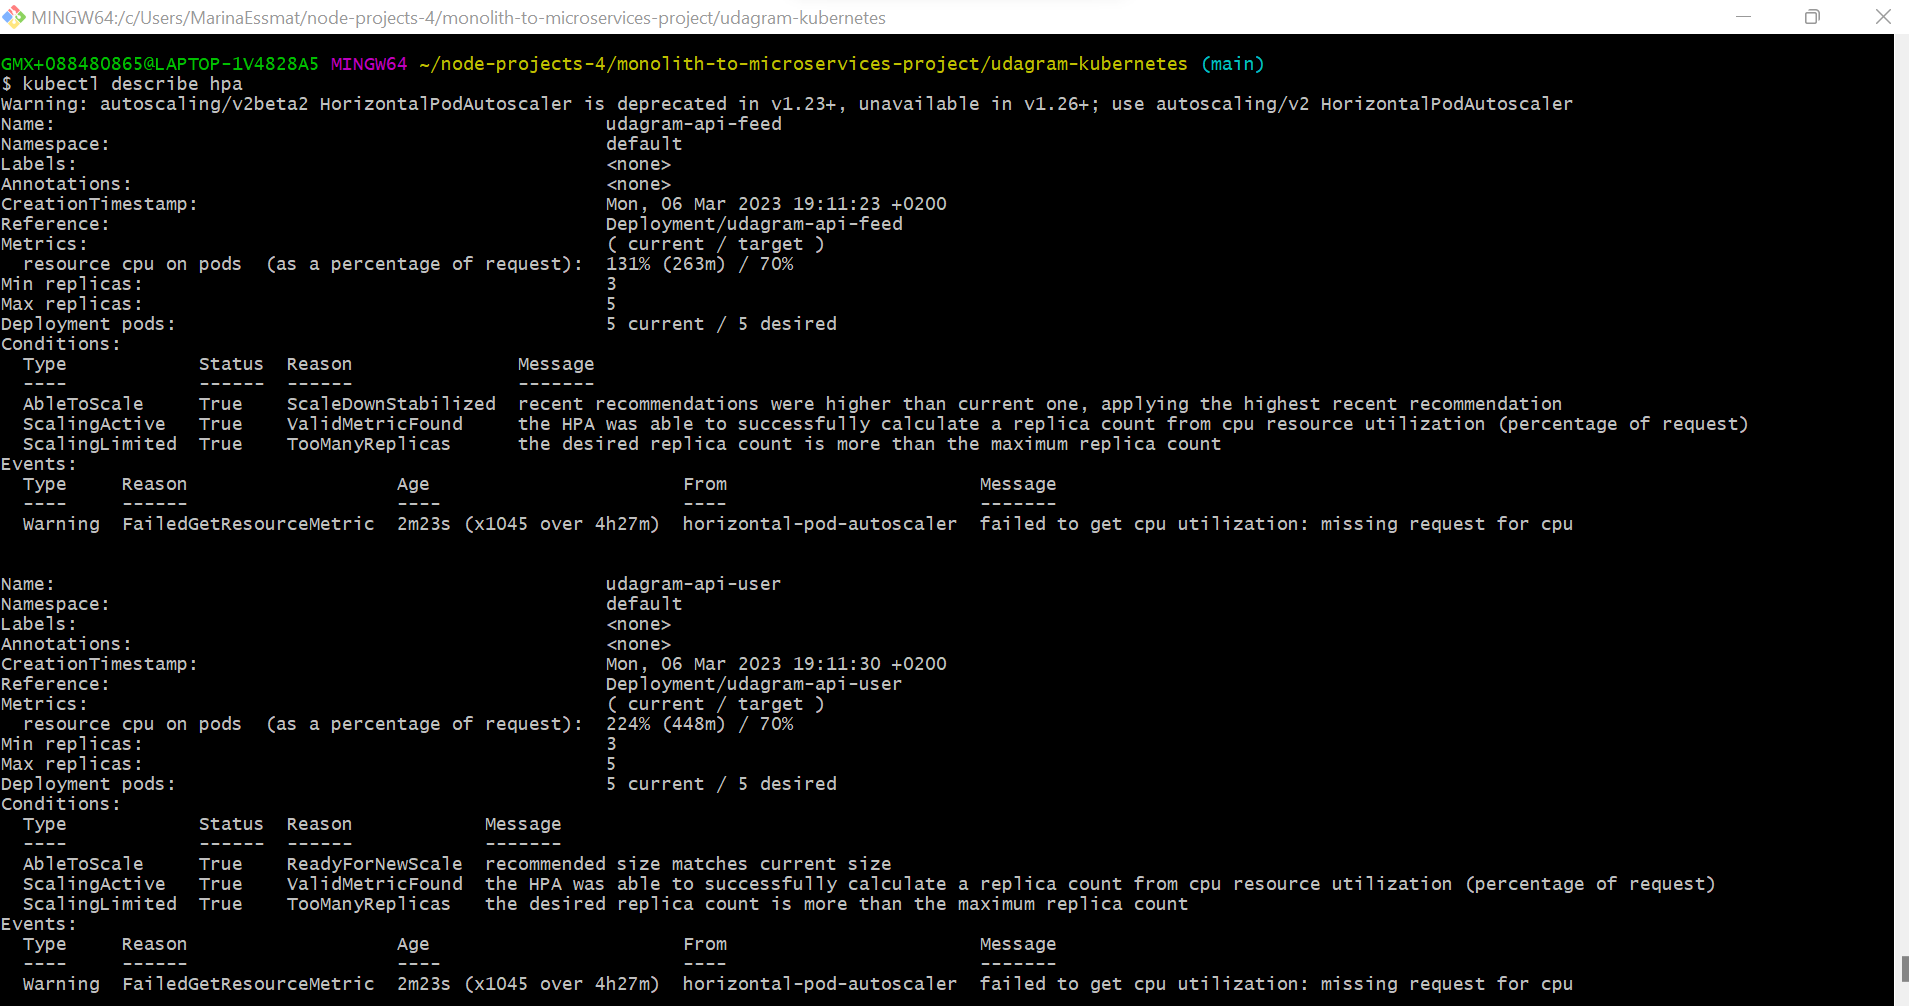 MINGW64:/c/Users/MarinaEssmat/node-projects-4/monolith-to-microservices-project/udagram-kubernetes
GMX+088480865@LAPTOP-1V4828A5 MINGW64 ~/node-projects-4/monolith-to-microservices-project/udagram-kubernetes (main)
$ kubectl describe hpa
Warning: autoscaling/v2beta2 HorizontalPodAutoscaler is deprecated in v1.23+, unavailable in v1.26+; use autoscaling/v2 HorizontalPodAutoscaler
Name: udagram-api-feed
Namespace: default
Labels: <none>
Annotations: <none>
CreationTimestamp: Mon, 06 Mar 2023 19:11:23 +0200
Reference: Deployment/udagram-api-feed
Metrics: ( current / target )
resource cpu on pods (as a percentage of request): 131% (263m) / 70%
Min replicas: 3
Max replicas: 5
Deployment pods: 5 current / 5 desired
Conditions:
Type Status Reason Message
---- ------ ------ -------
AbleToScale True ScaleDownStabilized recent recommendations were higher than current one, applying the highest recent recommendation
ScalingActive True ValidMetricFound the HPA was able to successfully calculate a replica count from cpu resource utilization (percentage of request)
ScalingLimited True TooManyReplicas the desired replica count is more than the maximum replica count
Events:
Type Reason Age From Message
---- ------ ---- ---- -------
Warning FailedGetResourceMetric 2m23s (x1045 over 4h27m) horizontal-pod-autoscaler failed to get cpu utilization: missing request for cpu
Name: udagram-api-user
Namespace: default
Labels: <none>
Annotations: <none>
CreationTimestamp: Mon, 06 Mar 2023 19:11:30 +0200
Reference: Deployment/udagram-api-user
Metrics: ( current / target )
resource cpu on pods (as a percentage of request): 224% (448m) / 70%
Min replicas: 3
Max replicas: 5
Deployment pods: 5 current / 5 desired
Conditions:
Type Status Reason Message
---- ------ ------ -------
AbleToScale True ReadyForNewScale recommended size matches current size
ScalingActive True ValidMetricFound the HPA was able to successfully calculate a replica count from cpu resource utilization (percentage of request)
ScalingLimited True TooManyReplicas the desired replica count is more than the maximum replica count
Events:
Type Reason Age From Message
---- ------ ---- ---- -------
Warning FailedGetResourceMetric 2m23s (x1045 over 4h27m) horizontal-pod-autoscaler failed to get cpu utilization: missing request for cpu